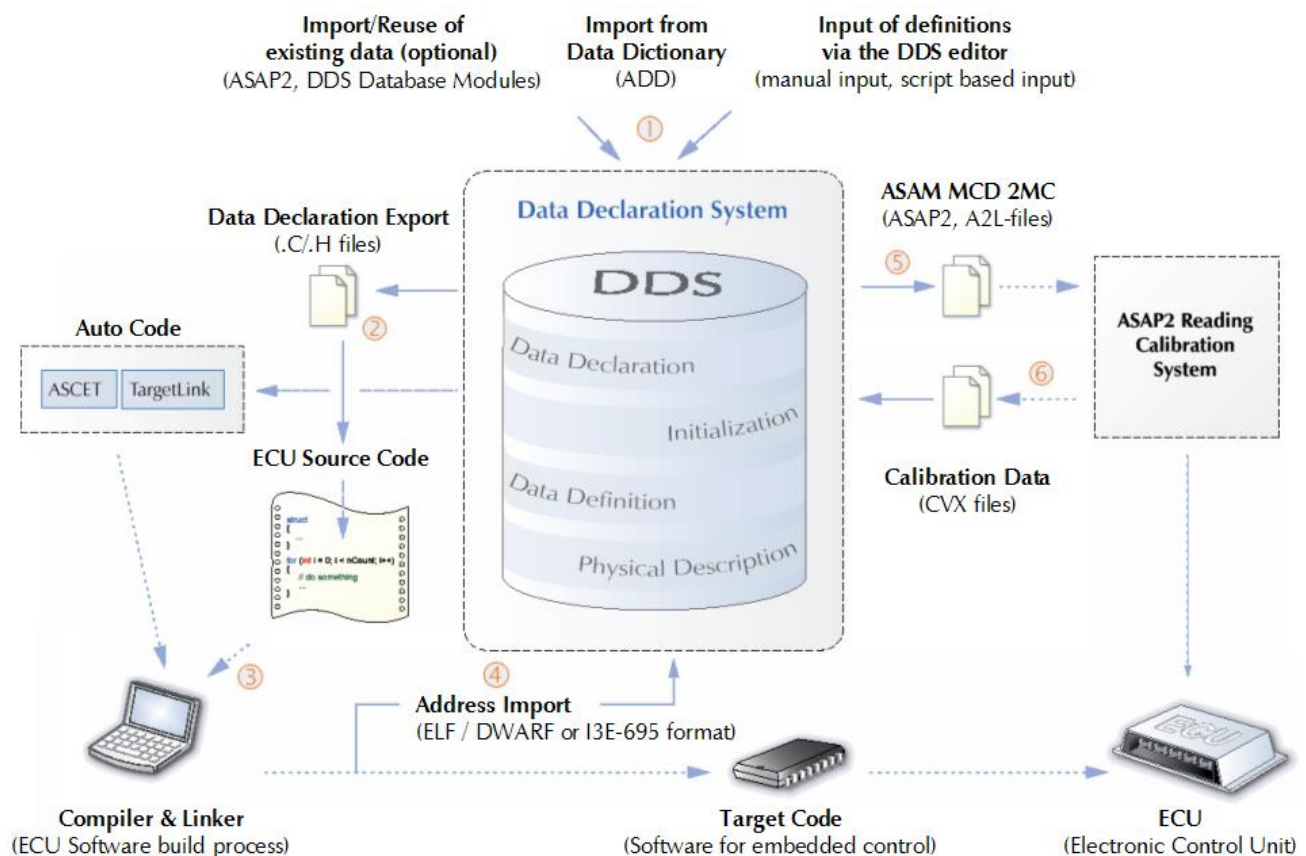 Import/Reuse of
existing data (optional)
(ASAP2, DDS Database Modules)
Import from
Data Dictionary
(ADD)
Input of definitions
via the DDS editor
(manual input, script based input)
①
Data Declaration System
DDS
Data Declaration
Initialization
Data Definition
Physical Description
Data Declaration Export
(.C/.H files)
②
Auto Code
ASCET
TargetLink
ECU Source Code
struct
{
...
}
for (int i = 0; i < nCount; i++)
{
// do something
...
}
③
ASAM MCD 2MC
(ASAP2, A2L-files)
⑤
ASAP2 Reading
Calibration
System
⑥
Calibration Data
(CVX files)
④
Address Import
(ELF / DWARF or I3E-695 format)
Compiler & Linker
(ECU Software build process)
Target Code
(Software for embedded control)
ECU
ECU
(Electronic Control Unit)